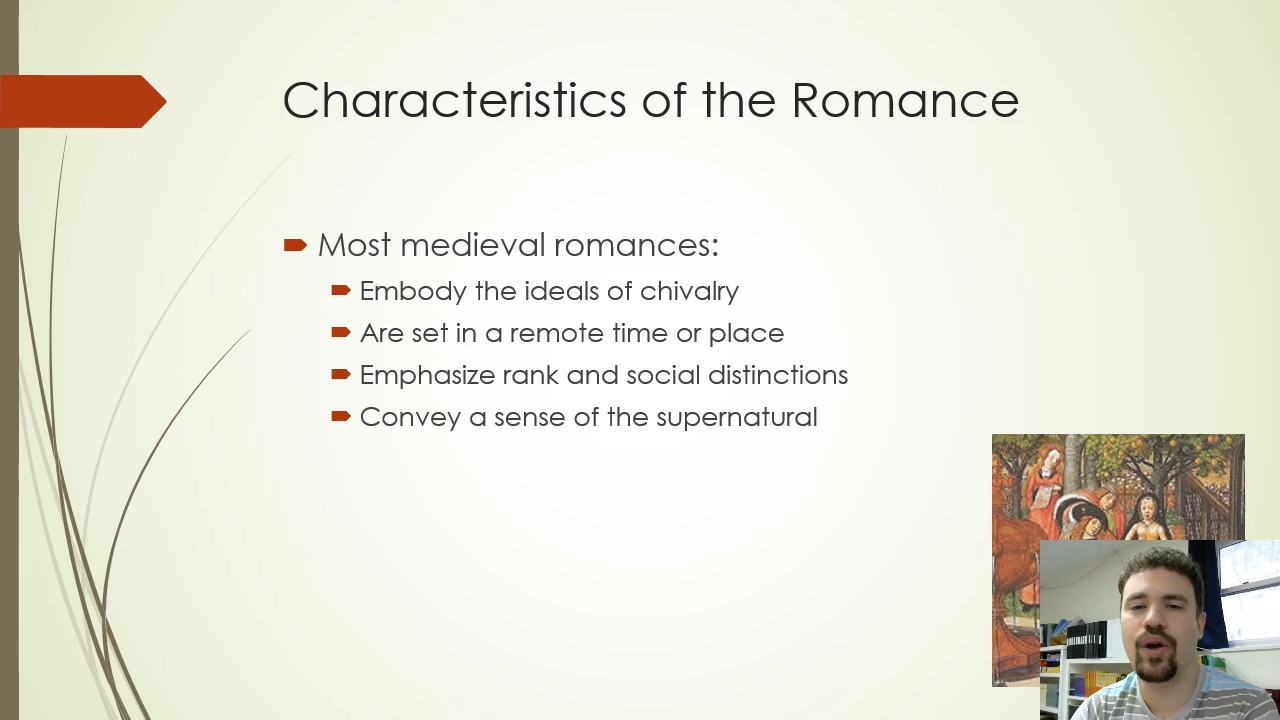 Characteristics of the Romance
Most medieval romances:
Embody the ideals of chivalry
Are set in a remote time or place
Emphasize rank and social distinctions
Convey a sense of the supernatural